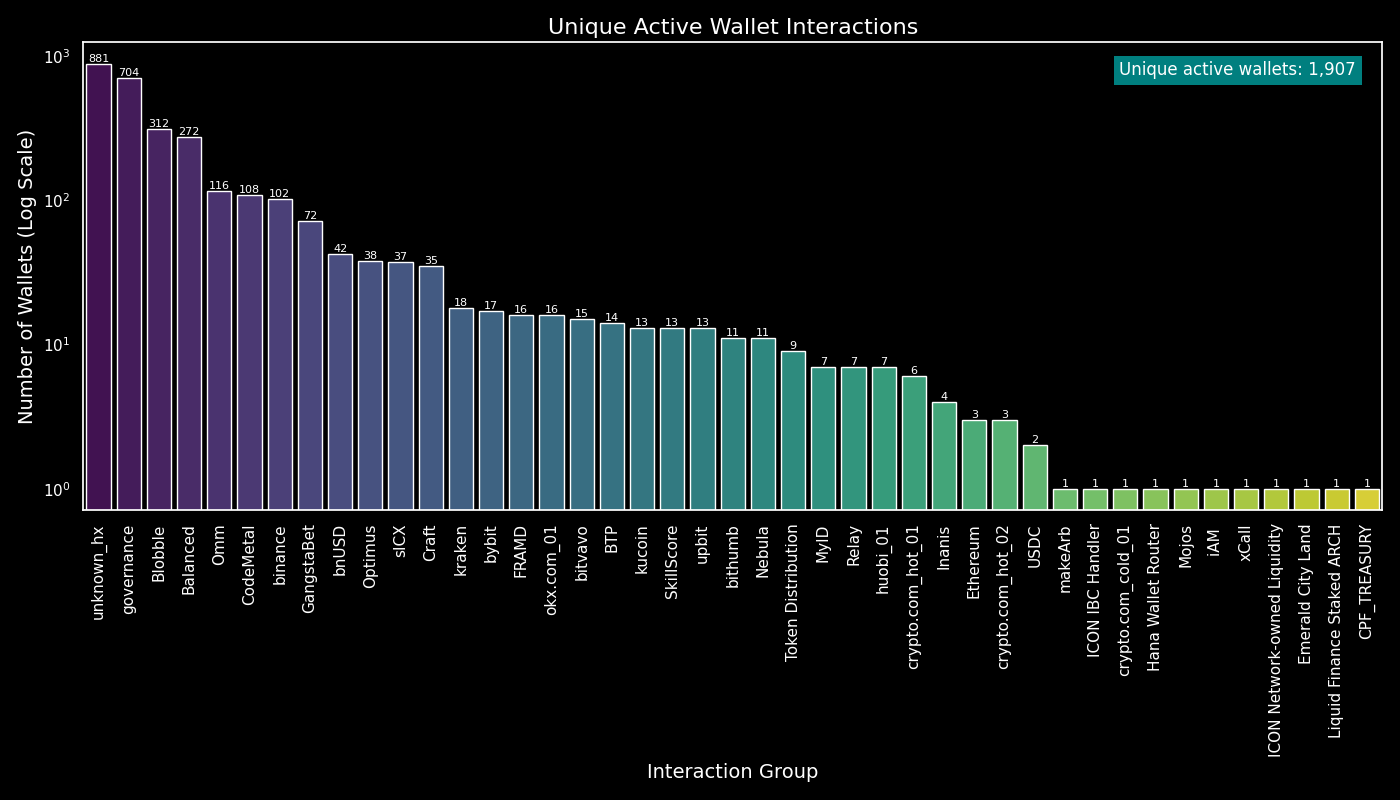 Unique Active Wallet Interactions
Unique active wallets: 1,907
Number of Wallets (Log Scale)
10³
10²
10¹
10⁰
881
704
312
272
116
108
102
72
42
38
37
35
18
17
16
16
15
14
13
13
13
11
11
9
7
7
7
6
4
3
3
2
1
1
1
1
1
1
1
1
1
1
1
unknown_hx
governance
Blobble
Balanced
Omm
CodeMetal
binance
GangstaBet
bnUSD
Optimus
sICX
Craft
kraken
bybit
FRAMD
okx.com_01
bitvavo
BTP
kucoin
SkillScore
upbit
bithumb
Nebula
Token Distribution
MyID
Relay
huobi_01
crypto.com_hot_01
Inanis
Ethereum
crypto.com_hot_02
USDC
makeArb
ICON IBC Handler
crypto.com_cold_01
Hana Wallet Router
Mojos
iAM
xCall
ICON Network-owned Liquidity
Emerald City Land
Liquid Finance Staked ARCH
CPF_TREASURY
Interaction Group